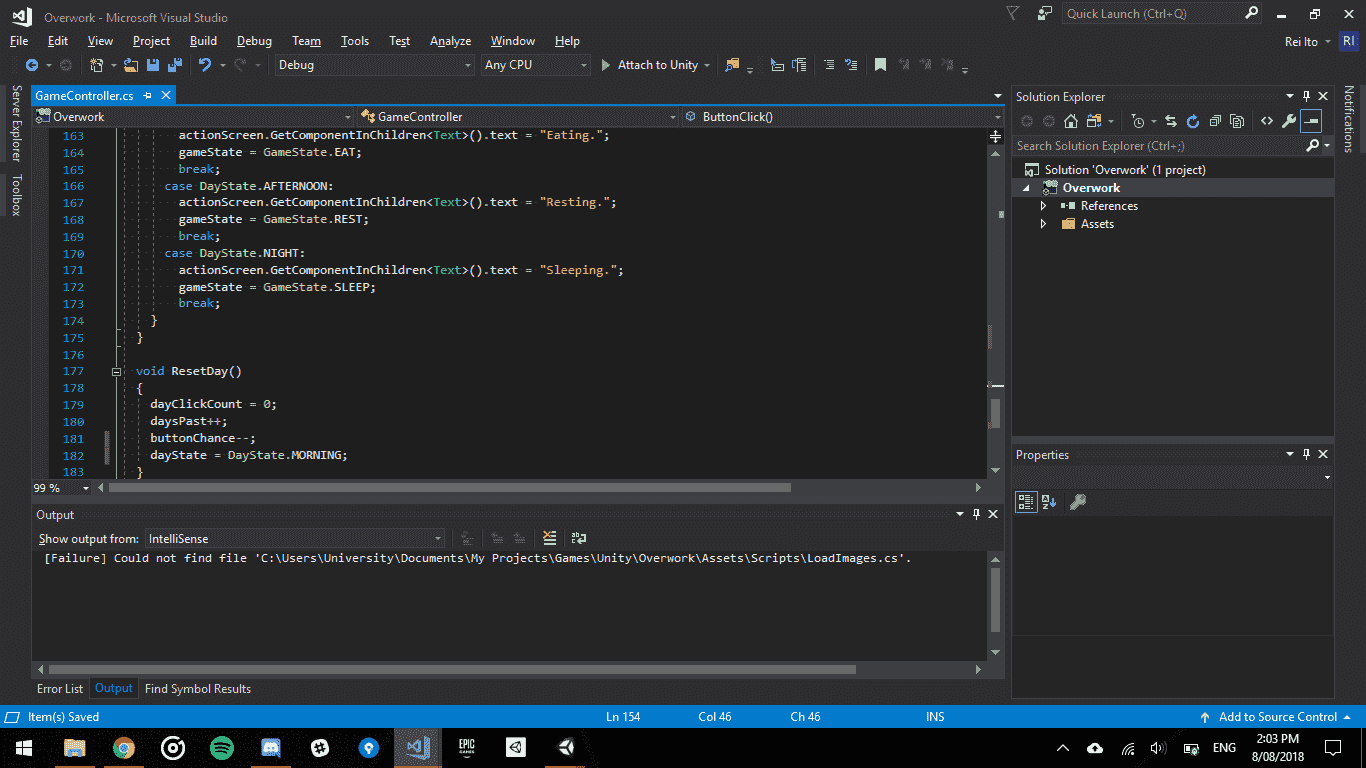 Overwork - Microsoft Visual Studio
Quick Launch (Ctrl+Q)
File Edit View Project Build Debug Team Tools Test Analyze Window Help
Rei Ito RI
Debug Any CPU Attach to Unity
Server Explorer
Toolbox
GameController.cs
Overwork GameController ButtonClick()
163 actionScreen.GetComponentInChildren<Text>().text = "Eating.";
164 gameState = GameState.EAT;
165 break;
166 case DayState.AFTERNOON:
167 actionScreen.GetComponentInChildren<Text>().text = "Resting.";
168 gameState = GameState.REST;
169 break;
170 case DayState.NIGHT:
171 actionScreen.GetComponentInChildren<Text>().text = "Sleeping.";
172 gameState = GameState.SLEEP;
173 break;
174 }
175 }
176
177 void ResetDay()
178 {
179 dayClickCount = 0;
180 daysPast++;
181 buttonChance--;
182 dayState = DayState.MORNING;
183 }
99 %
Output
Show output from: IntelliSense
[Failure] Could not find file 'C:\Users\University\Documents\My Projects\Games\Unity\Overwork\Assets\Scripts\LoadImages.cs'.
Error List Output Find Symbol Results
Solution Explorer
Search Solution Explorer (Ctrl+;)
Solution 'Overwork' (1 project)
Overwork
References
Assets
Properties
Notifications
Item(s) Saved Ln 154 Col 46 Ch 46 INS Add to Source Control
EPIC
GAMES
ENG
2:03 PM
8/08/2018